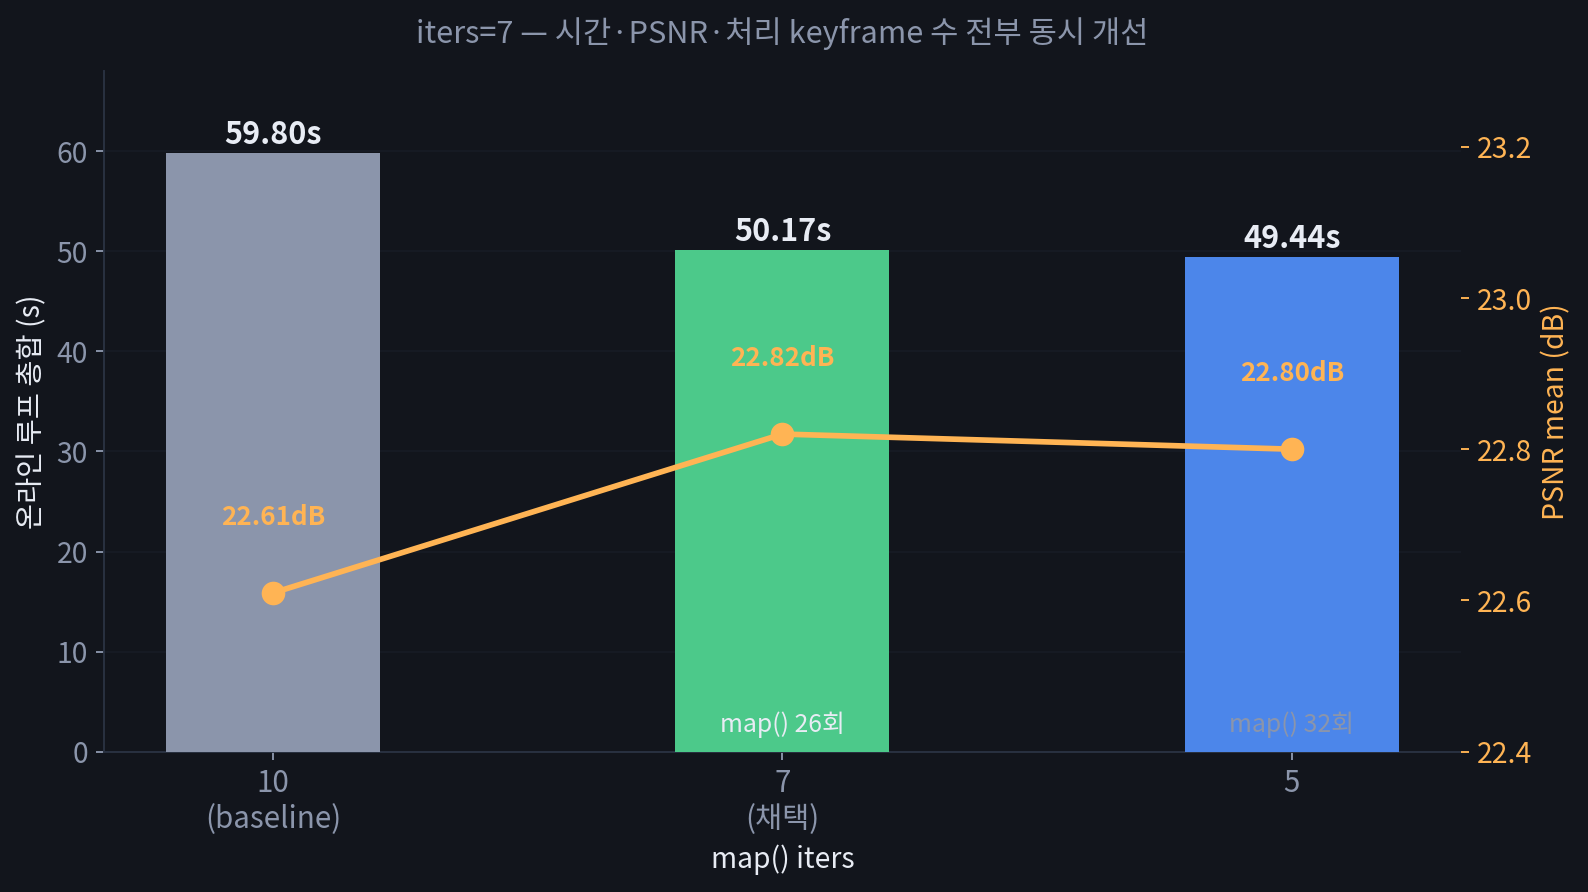 iters=7 — 시간·PSNR·처리 keyframe 수 전부 동시 개선
온라인 루프 총합 (s)
60
50
40
30
20
10
0
59.80s
50.17s
49.44s
22.61dB
22.82dB
22.80dB
map() 26회
map() 32회
10
(baseline)
7
(채택)
5
map() iters
23.2
23.0
22.8
22.6
22.4
PSNR mean (dB)